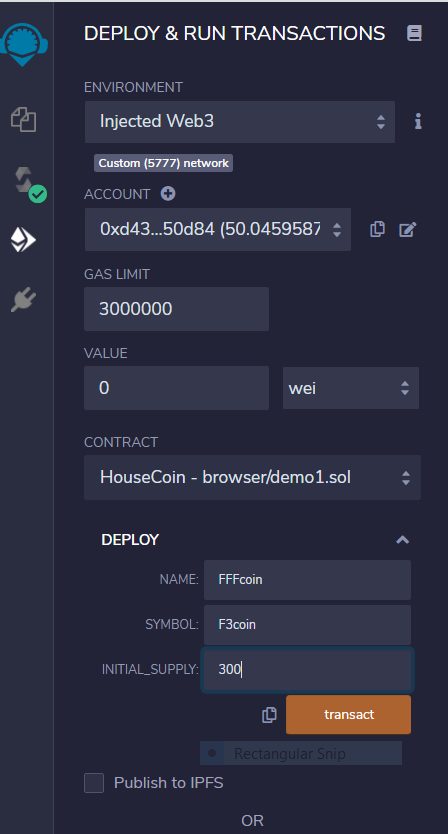 DEPLOY & RUN TRANSACTIONS
ENVIRONMENT
Injected Web3
Custom (5777) network
ACCOUNT
0xd43...50d84 (50.0459587
GAS LIMIT
3000000
VALUE
0 wei
CONTRACT
HouseCoin - browser/demo1.sol
DEPLOY
NAME: FFFcoin
SYMBOL: F3coin
INITIAL_SUPPLY: 300
transact
Rectangular Snip
Publish to IPFS
OR